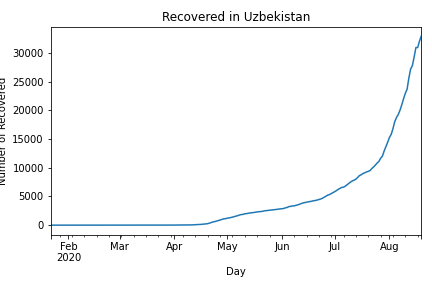 Recovered in Uzbekistan
Number of Recovered
30000
25000
20000
15000
10000
5000
0
Feb
2020
Mar
Apr
May
Jun
Jul
Aug
Day